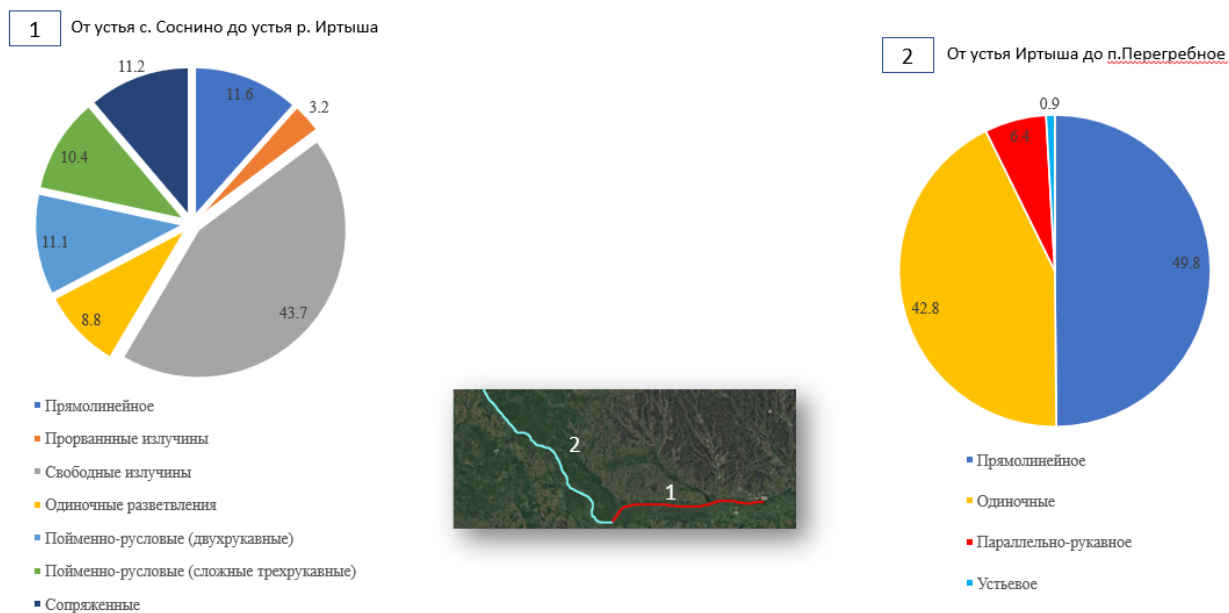 1
От устья с. Соснино до устья р. Иртыша
11.2
11.6
3.2
10.4
11.1
8.8
43.7
Прямолинейное
Прорваннные излучины
Свободные излучины
Одиночные разветвления
Пойменно-русловые (двухрукавные)
Пойменно-русловые (сложные трехрукавные)
Сопряженные
2
1
2
От устья Иртыша до п.Перегребное
0.9
6.4
49.8
42.8
Прямолинейное
Одиночные
Параллельно-рукавное
Устьевое